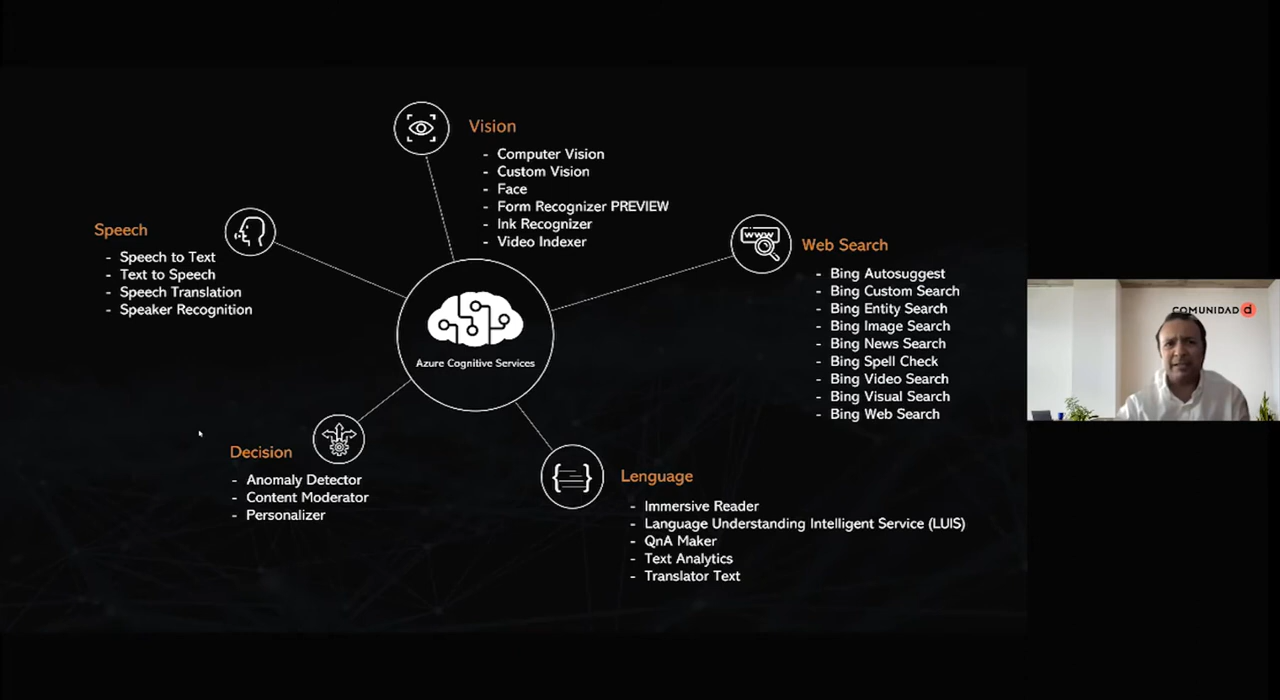 Vision
- Computer Vision
- Custom Vision
- Face
- Form Recognizer PREVIEW
- Ink Recognizer
- Video Indexer
Speech
- Speech to Text
- Text to Speech
- Speech Translation
- Speaker Recognition
www
Web Search
- Bing Autosuggest
- Bing Custom Search
- Bing Entity Search
- Bing Image Search
- Bing News Search
- Bing Spell Check
- Bing Video Search
- Bing Visual Search
- Bing Web Search
Azure Cognitive Services
Decision
- Anomaly Detector
- Content Moderator
- Personalizer
Lenguage
- Immersive Reader
- Language Understanding Intelligent Service (LUIS)
- QnA Maker
- Text Analytics
- Translator Text
COMUNIDAD d